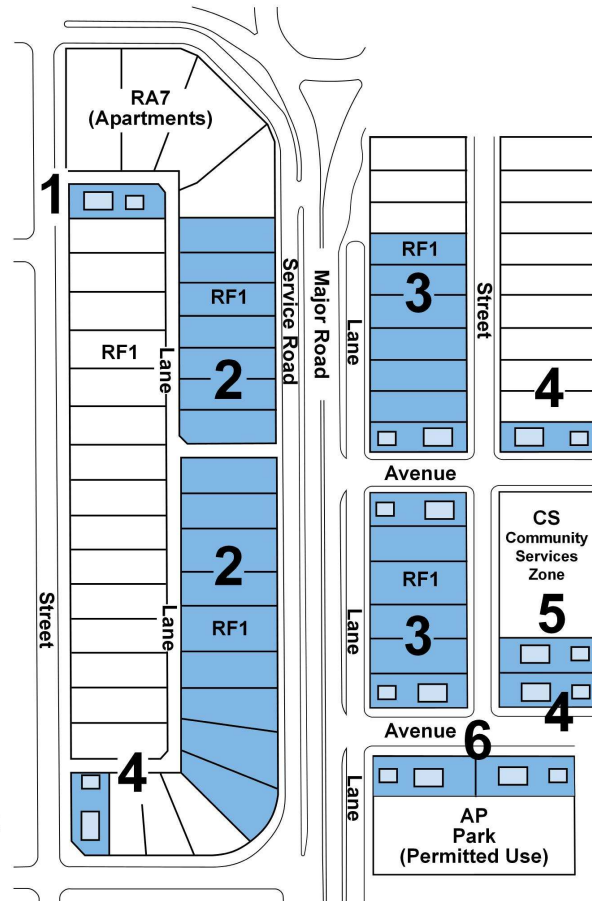 RA7
(Apartments)
1
RF1
RF1
3
Service Road
Major Road
Street
RF1
Lane
Lane
RF1
2
4
Avenue
CS
Community
Services
Zone
2
RF1
5
Street
Lane
RF1
Lane
3
4
Avenue
6
4
Lane
AP
Park
(Permitted Use)